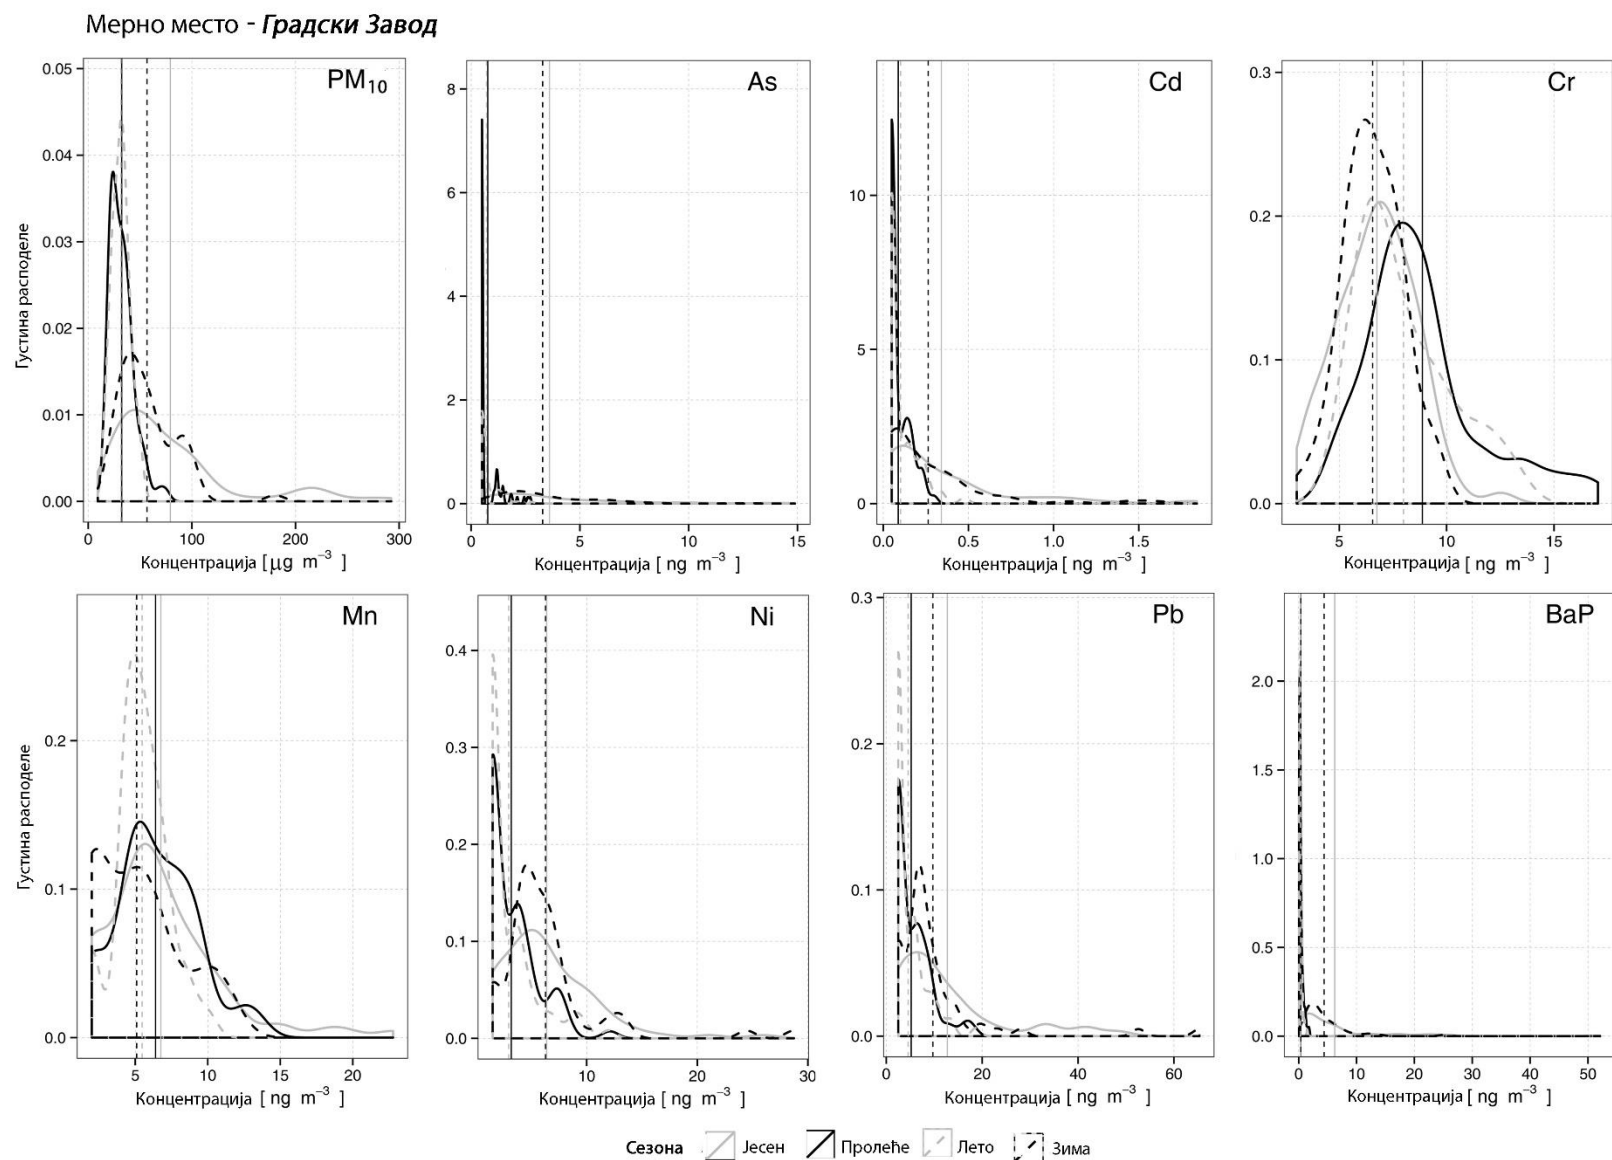 Мерно место - Градски Завод
PM₁₀
As
Cd
Cr
Густина расподеле
0.05
0.04
0.03
0.02
0.01
0.00
8
6
4
2
0
10
5
0
0.3
0.2
0.1
0.0
0 100 200 300
0 5 10 15
0.0 0.5 1.0 1.5
5 10 15
Концентрација [ μg m⁻³ ]
Концентрација [ ng m⁻³ ]
Концентрација [ ng m⁻³ ]
Концентрација [ ng m⁻³ ]
Mn
Ni
Pb
BaP
Густина расподеле
0.2
0.1
0.0
0.4
0.3
0.2
0.1
0.0
0.3
0.2
0.1
0.0
2.0
1.5
1.0
0.5
0.0
5 10 15 20
10 20 30
0 20 40 60
0 10 20 30 40 50
Концентрација [ ng m⁻³ ]
Концентрација [ ng m⁻³ ]
Концентрација [ ng m⁻³ ]
Концентрација [ ng m⁻³ ]
Сезона Јесен Пролеће Лето Зима